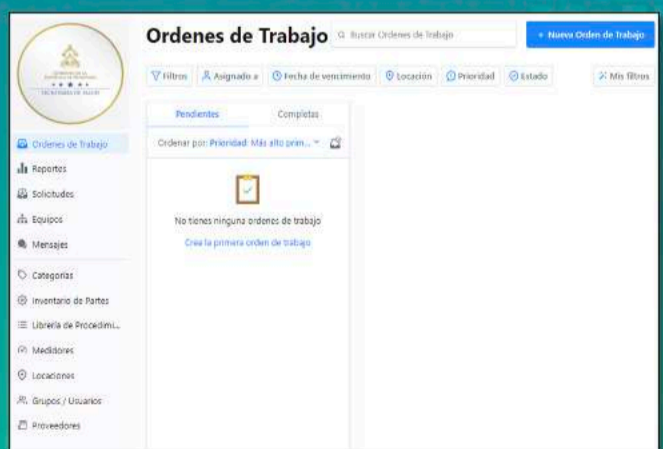 Ordenes de Trabajo
Buscar Ordenes de Trabajo
+ Nueva Orden de Trabajo
Filtros
Asignado a
Fecha de vencimiento
Locación
Prioridad
Estado
Mis filtros
SECRETARÍA DE SALUD
Ordenes de Trabajo
Reportes
Solicitudes
Equipos
Mensajes
Categorías
Inventario de Partes
Librería de Procedimi...
Medidores
Locaciones
Grupos / Usuarios
Proveedores
Pendientes
Completas
Ordenar por: Prioridad: Más alto prim...
No tienes ninguna ordenes de trabajo
Crea la primera orden de trabajo